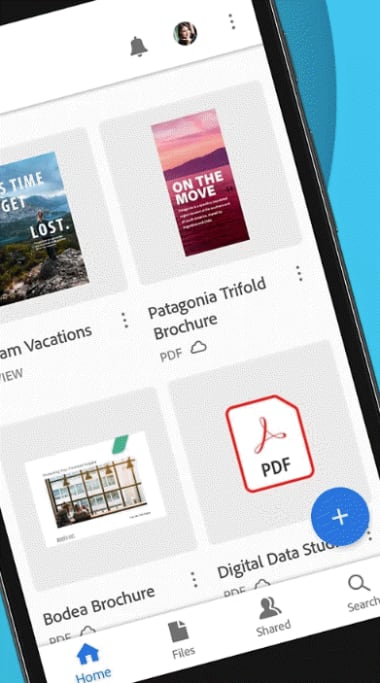 S TIME
GET
LOST.
ON THE
MOVE
am Vacations
VIEW
Patagonia Trifold
Brochure
PDF
PDF
Bodea Brochure
PDF
Digital Data Stud
PDF
Home
Files
Shared
Search